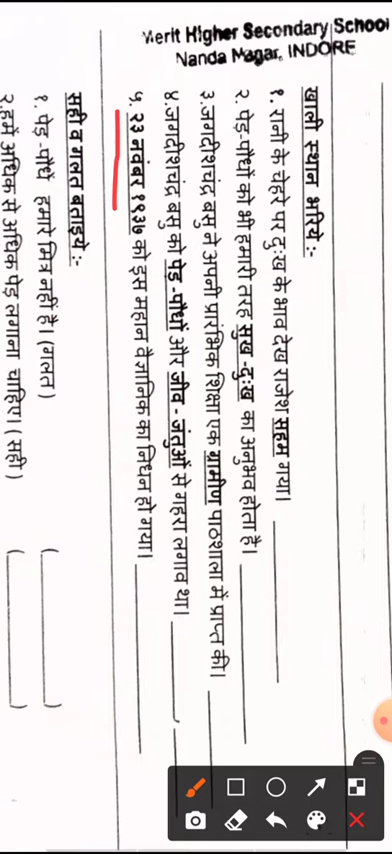 Merit Higher Secondary School
Nanda Nagar, INDORE
खाली स्थान भरिये :-
१. रानी के चेहरे पर दुःख के भाव देख राजेश सहम गया।
२. पेड़-पौधों को भी हमारी तरह सुख -दुःख का अनुभव होता है।
३.जगदीशचंद्र बसु ने अपनी प्रारंभिक शिक्षा एक ग्रामीण पाठशाला में प्राप्त की।
४.जगदीशचंद्र बसु को पेड़ -पौधों और जीव - जंतुओं से गहरा लगाव था।
५. २३ नवंबर १९३७ को इस महान वैज्ञानिक का निधन हो गया।
सही व गलत बताइये:-
१. पेड़ -पौधें हमारे मित्र नहीं है। (गलत ) ( )
२.हमें अधिक से अधिक पेड़ लगाना चाहिए। ( सही ) ( )